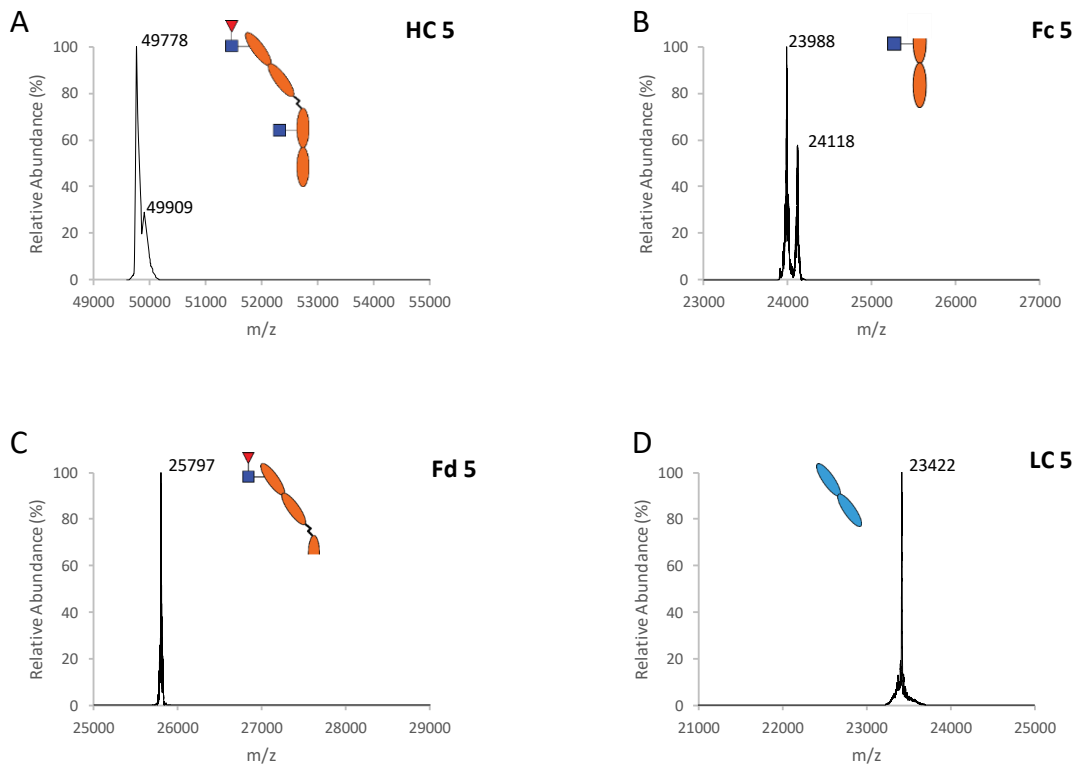 A
HC 5
49778
49909
Relative Abundance (%)
100
80
60
40
20
0
49000 50000 51000 52000 53000 54000 55000
m/z
B
Fc 5
23988
24118
Relative Abundance (%)
100
80
60
40
20
0
23000 24000 25000 26000 27000
m/z
C
Fd 5
25797
Relative Abundance (%)
100
80
60
40
20
0
25000 26000 27000 28000 29000
m/z
D
LC 5
23422
Relative Abundance (%)
100
80
60
40
20
0
21000 22000 23000 24000 25000
m/z